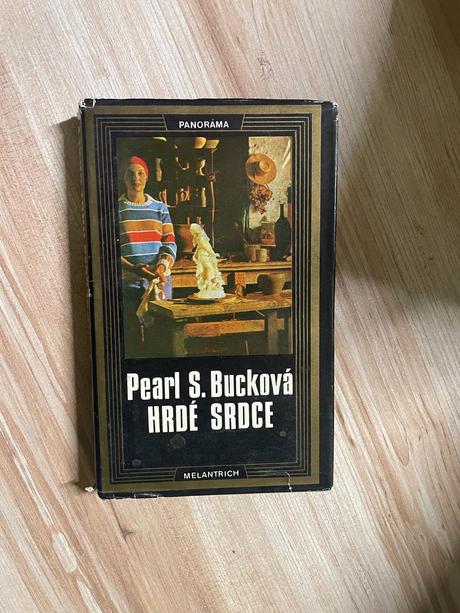 PANORÁMA
Pearl S. Bucková
HRDÉ SRDCE
MELANTRICH